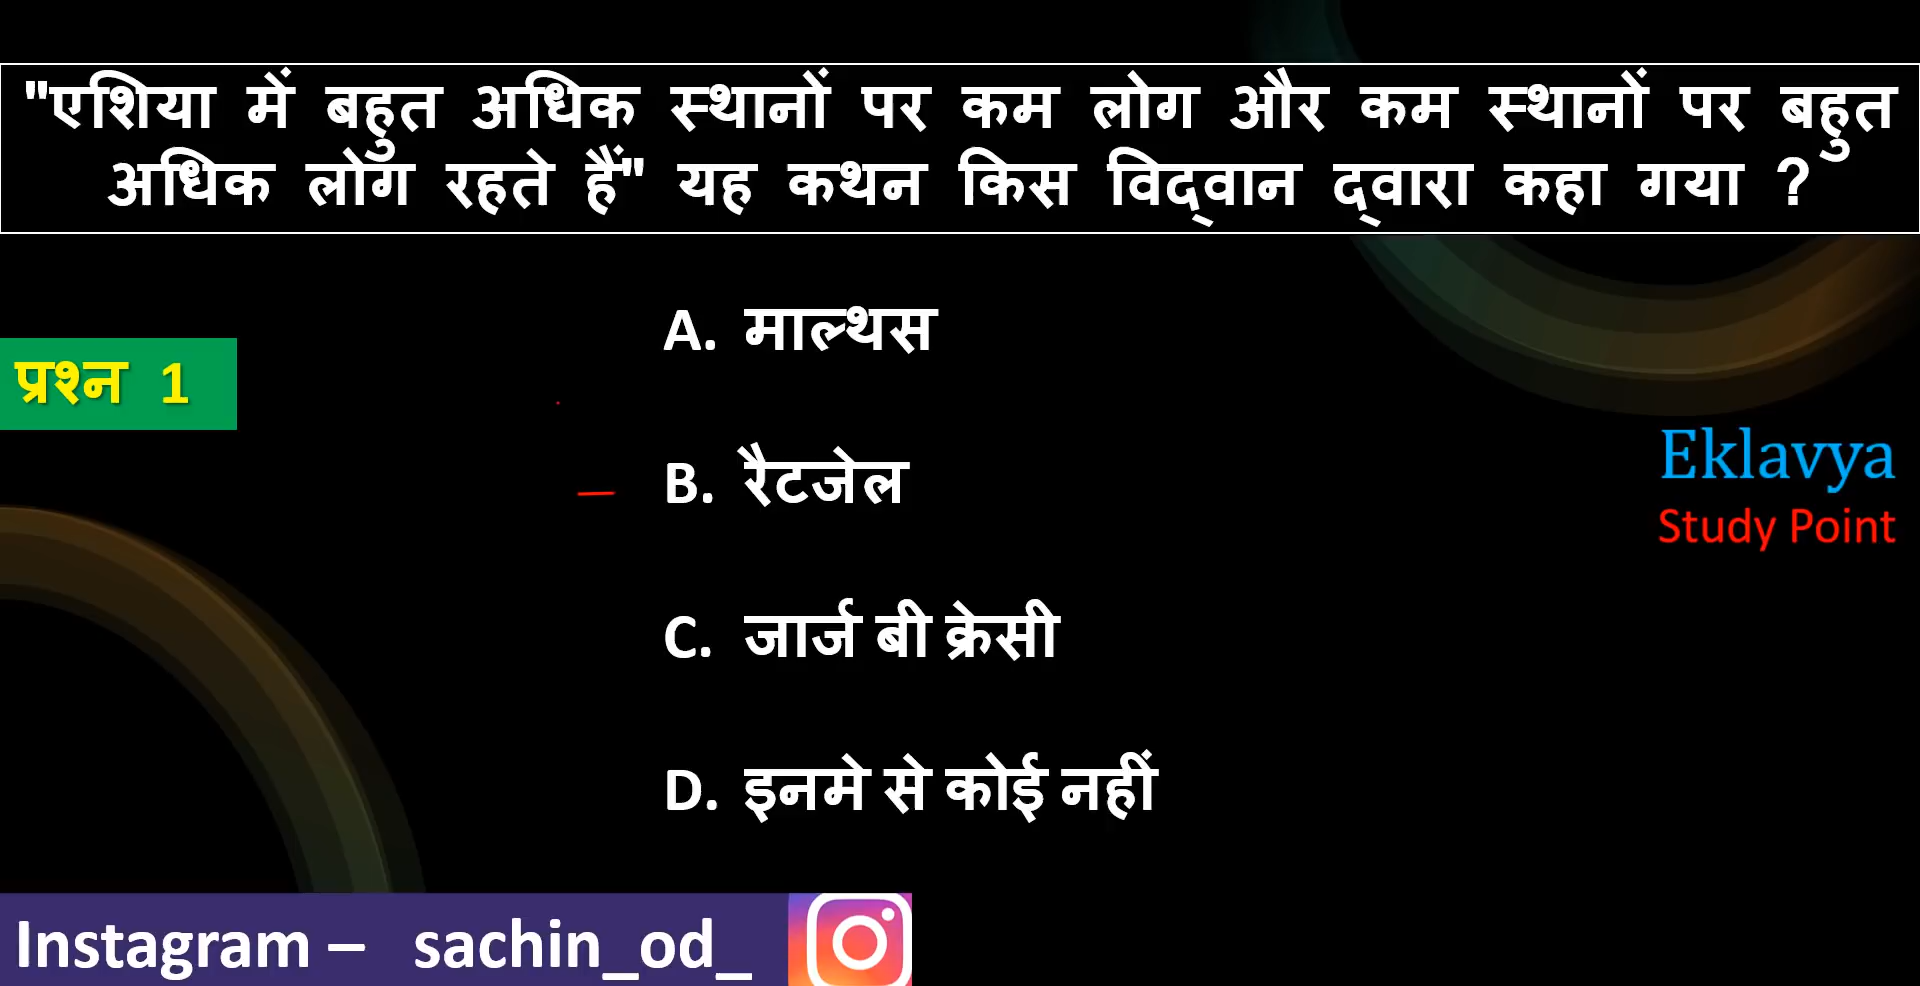 "एशिया में बहुत अधिक स्थानों पर कम लोग और कम स्थानों पर बहुत
अधिक लोग रहते हैं" यह कथन किस विद्वान द्वारा कहा गया ?
A. माल्थस
प्रश्न 1
B. रैटजेल
Eklavya
Study Point
C. जार्ज बी क्रेसी
D. इनमे से कोई नहीं
Instagram – sachin_od_